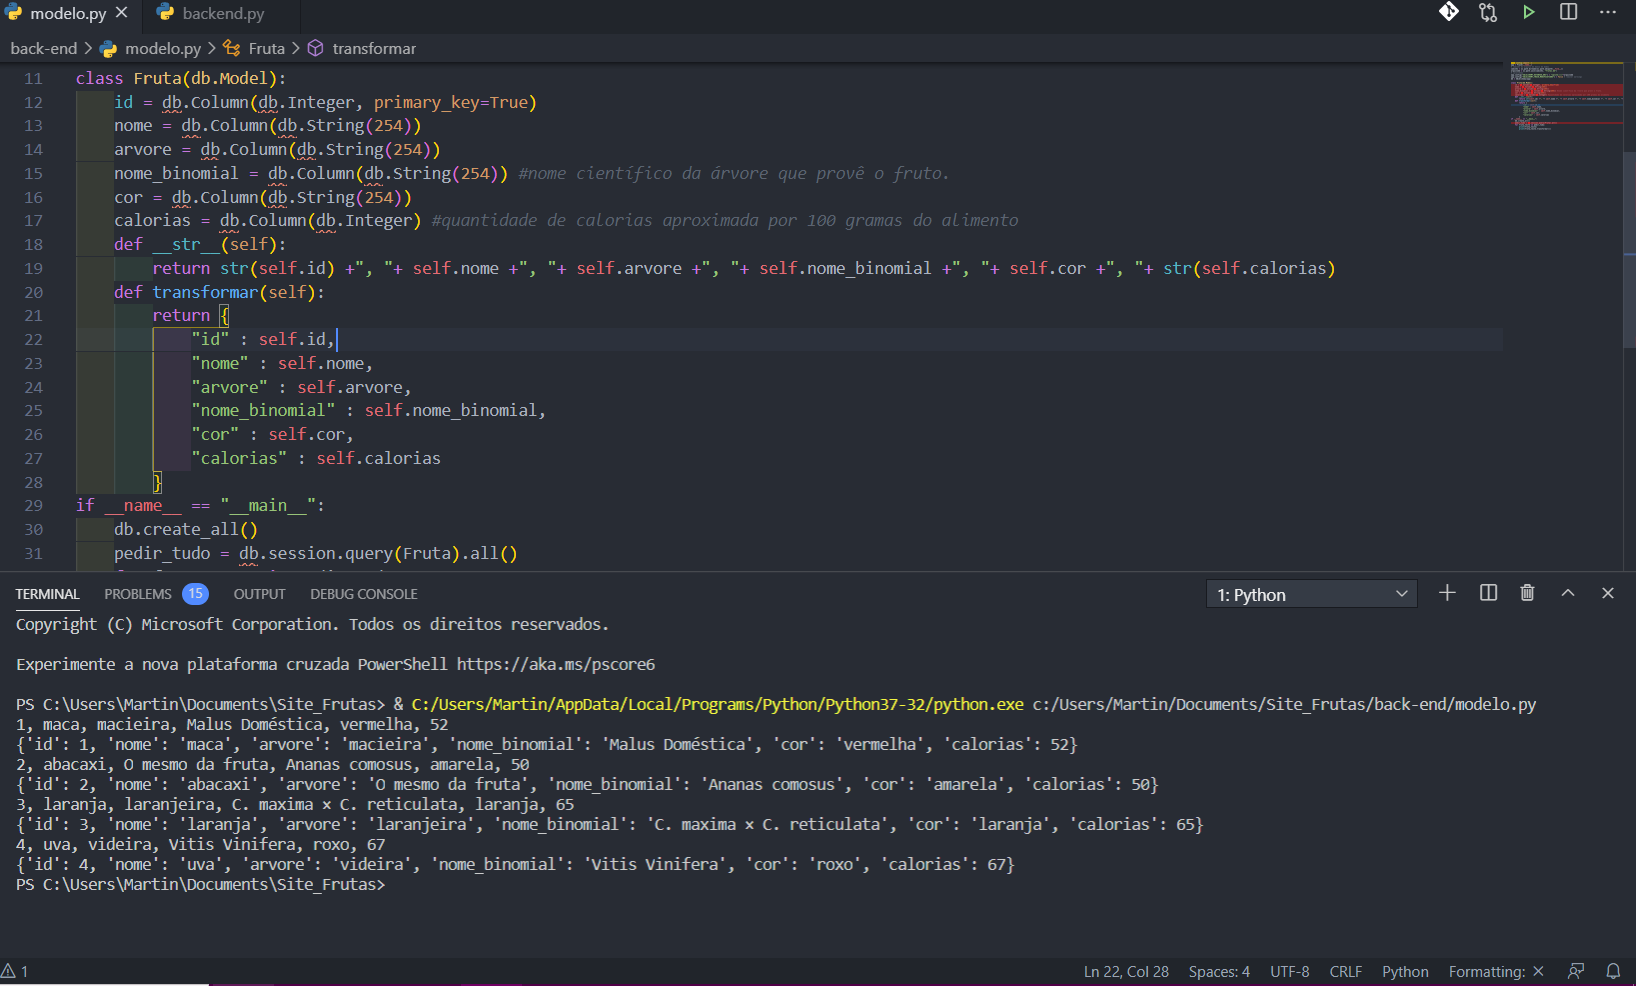 modelo.py
backend.py
back-end > modelo.py > Fruta > transformar
11 class Fruta(db.Model):
12 id = db.Column(db.Integer, primary_key=True)
13 nome = db.Column(db.String(254))
14 arvore = db.Column(db.String(254))
15 nome_binomial = db.Column(db.String(254)) #nome científico da árvore que provê o fruto.
16 cor = db.Column(db.String(254))
17 calorias = db.Column(db.Integer) #quantidade de calorias aproximada por 100 gramas do alimento
18 def __str__(self):
19 return str(self.id) +", "+ self.nome +", "+ self.arvore +", "+ self.nome_binomial +", "+ self.cor +", "+ str(self.calorias)
20 def transformar(self):
21 return {
22 "id" : self.id,
23 "nome" : self.nome,
24 "arvore" : self.arvore,
25 "nome_binomial" : self.nome_binomial,
26 "cor" : self.cor,
27 "calorias" : self.calorias
28 }
29 if __name__ == "__main__":
30 db.create_all()
31 pedir_tudo = db.session.query(Fruta).all()
TERMINAL PROBLEMS 15 OUTPUT DEBUG CONSOLE 1: Python
Copyright (C) Microsoft Corporation. Todos os direitos reservados.
Experimente a nova plataforma cruzada PowerShell https://aka.ms/pscore6
PS C:\Users\Martin\Documents\Site_Frutas> & C:/Users/Martin/AppData/Local/Programs/Python/Python37-32/python.exe c:/Users/Martin/Documents/Site_Frutas/back-end/modelo.py
1, maca, macieira, Malus Doméstica, vermelha, 52
{'id': 1, 'nome': 'maca', 'arvore': 'macieira', 'nome_binomial': 'Malus Doméstica', 'cor': 'vermelha', 'calorias': 52}
2, abacaxi, O mesmo da fruta, Ananas comosus, amarela, 50
{'id': 2, 'nome': 'abacaxi', 'arvore': 'O mesmo da fruta', 'nome_binomial': 'Ananas comosus', 'cor': 'amarela', 'calorias': 50}
3, laranja, laranjeira, C. maxima × C. reticulata, laranja, 65
{'id': 3, 'nome': 'laranja', 'arvore': 'laranjeira', 'nome_binomial': 'C. maxima × C. reticulata', 'cor': 'laranja', 'calorias': 65}
4, uva, videira, Vitis Vinifera, roxo, 67
{'id': 4, 'nome': 'uva', 'arvore': 'videira', 'nome_binomial': 'Vitis Vinifera', 'cor': 'roxo', 'calorias': 67}
PS C:\Users\Martin\Documents\Site_Frutas>
1 Ln 22, Col 28 Spaces: 4 UTF-8 CRLF Python Formatting: ×